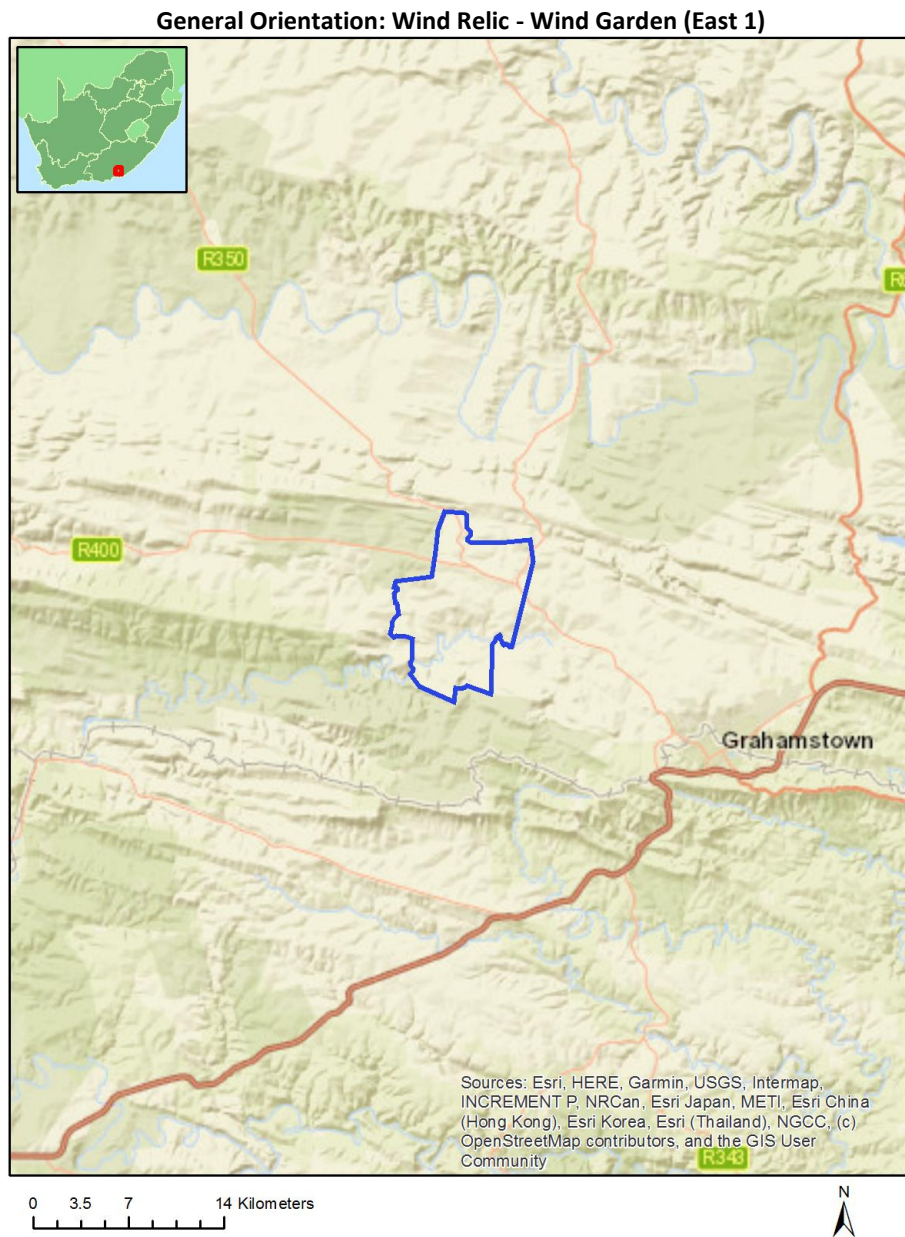 General Orientation: Wind Relic - Wind Garden (East 1)
R350
R400
Grahamstown
Sources: Esri, HERE, Garmin, USGS, Intermap,
INCREMENT P, NRCan, Esri Japan, METI, Esri China
(Hong Kong), Esri Korea, Esri (Thailand), NGCC, (c)
OpenStreetMap contributors, and the GIS User
Community
R343
0 3.5 7 14 Kilometers
N